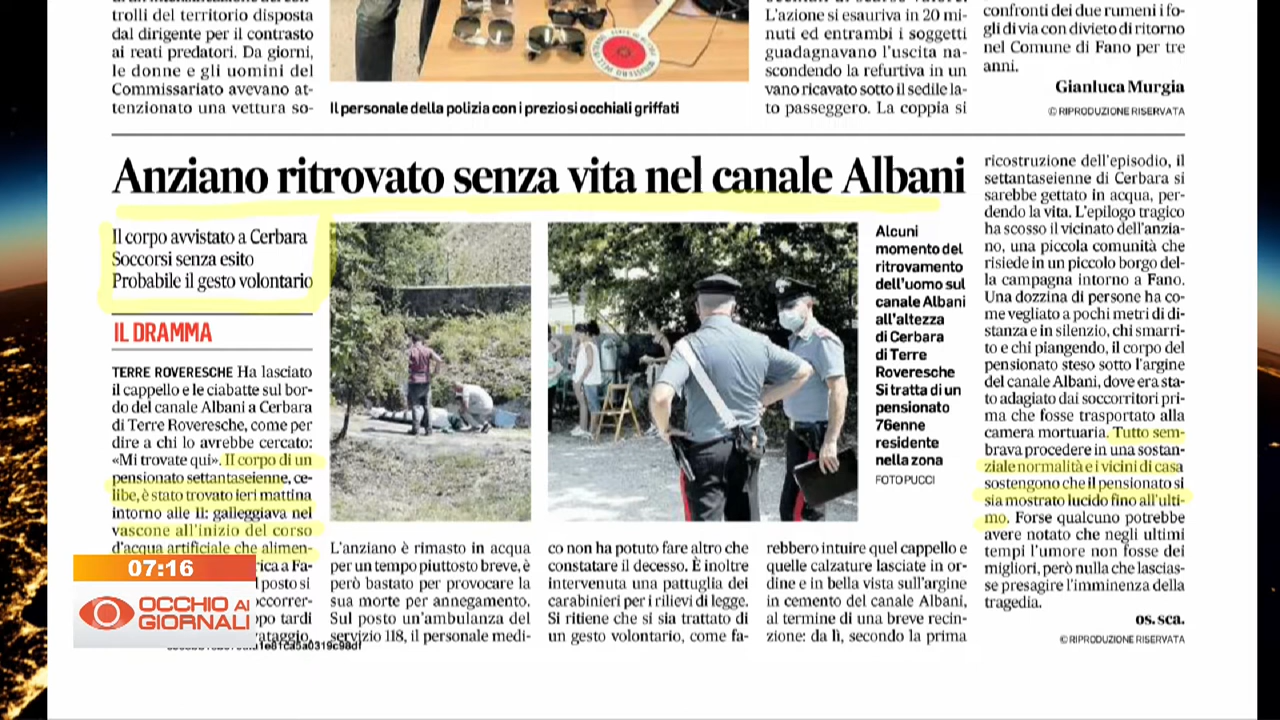 trolli del territorio disposta
dal dirigente per il contrasto
ai reati predatori. Da giorni,
le donne e gli uomini del
Commissariato avevano at-
tenzionato una vettura so-
Il personale della polizia con i preziosi occhiali griffati
L'azione si esauriva in 20 mi-
nuti ed entrambi i soggetti
guadagnavano l'uscita na-
scondendo la refurtiva in un
vano ricavato sotto il sedile la-
to passeggero. La coppia si
confronti dei due rumeni i fo-
gli di via con divieto di ritorno
nel Comune di Fano per tre
anni.
Gianluca Murgia
© RIPRODUZIONE RISERVATA
Anziano ritrovato senza vita nel canale Albani
Il corpo avvistato a Cerbara
Soccorsi senza esito
Probabile il gesto volontario
IL DRAMMA
TERRE ROVERESCHE Ha lasciato
il cappello e le ciabatte sul bor-
do del canale Albani a Cerbara
di Terre Roveresche, come per
dire a chi lo avrebbe cercato:
«Mi trovate qui». Il corpo di un
pensionato settantaseienne, ce-
libe, è stato trovato ieri mattina
intorno alle 11: galleggiava nel
vascone all'inizio del corso
d'acqua artificiale che alimen-
rica a Fa-
l posto si
occorrer-
opo tardi
vataggio.
L'anziano è rimasto in acqua
per un tempo piuttosto breve, è
però bastato per provocare la
sua morte per annegamento.
Sul posto un'ambulanza del
servizio 118, il personale medi-
co non ha potuto fare altro che
constatare il decesso. È inoltre
intervenuta una pattuglia dei
carabinieri per i rilievi di legge.
Si ritiene che si sia trattato di
un gesto volontario, come fa-
rebbero intuire quel cappello e
quelle calzature lasciate in or-
dine e in bella vista sull'argine
in cemento del canale Albani,
al termine di una breve recin-
zione: da lì, secondo la prima
Alcuni
momento del
ritrovamento
dell'uomo sul
canale Albani
all'altezza
di Cerbara
di Terre
Roveresche
Si tratta di un
pensionato
76enne
residente
nella zona
FOTO PUCCI
ricostruzione dell'episodio, il
settantaseienne di Cerbara si
sarebbe gettato in acqua, per-
dendo la vita. L'epilogo tragico
ha scosso il vicinato dell'anzia-
no, una piccola comunità che
risiede in un piccolo borgo del-
la campagna intorno a Fano.
Una dozzina di persone ha co-
me vegliato a pochi metri di di-
stanza e in silenzio, chi smarri-
to e chi piangendo, il corpo del
pensionato steso sotto l'argine
del canale Albani, dove era sta-
to adagiato dai soccorritori pri-
ma che fosse trasportato alla
camera mortuaria. Tutto sem-
brava procedere in una sostan-
ziale normalità e i vicini di casa
sostengono che il pensionato si
sia mostrato lucido fino all'ulti-
mo. Forse qualcuno potrebbe
avere notato che negli ultimi
tempi l'umore non fosse dei
migliori, però nulla che lascias-
se presagire l'imminenza della
tragedia.
os. sca.
© RIPRODUZIONE RISERVATA
07:16
OCCHIO AI
GIORNALI